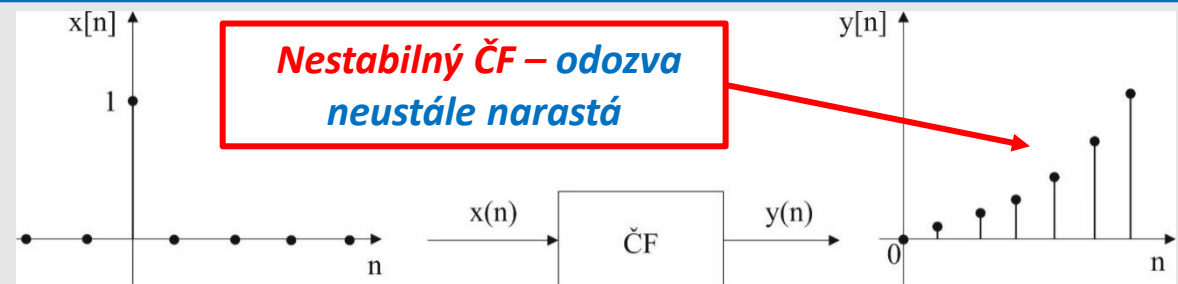 x[n]
1
n
Nestabilný ČF – odozva
neustále narastá
x(n)
ČF
y(n)
y[n]
0
n